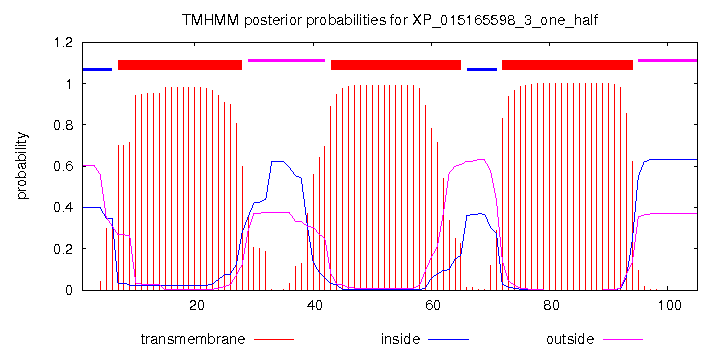 TMHMM posterior probabilities for XP_015165598_3_one_half
probability
1.2
1
0.8
0.6
0.4
0.2
0
20
40
60
80
100
transmembrane
inside
outside